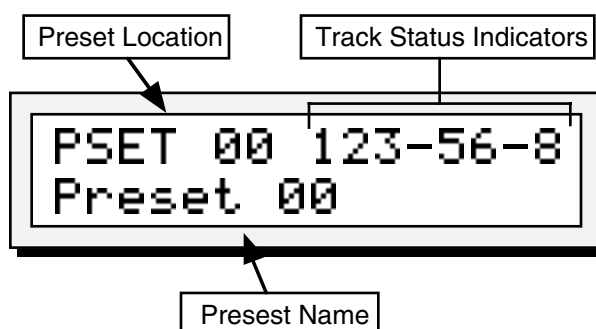 Preset Location
Track Status Indicators
PSET 00 123-56-8
Preset 00
Presest Name